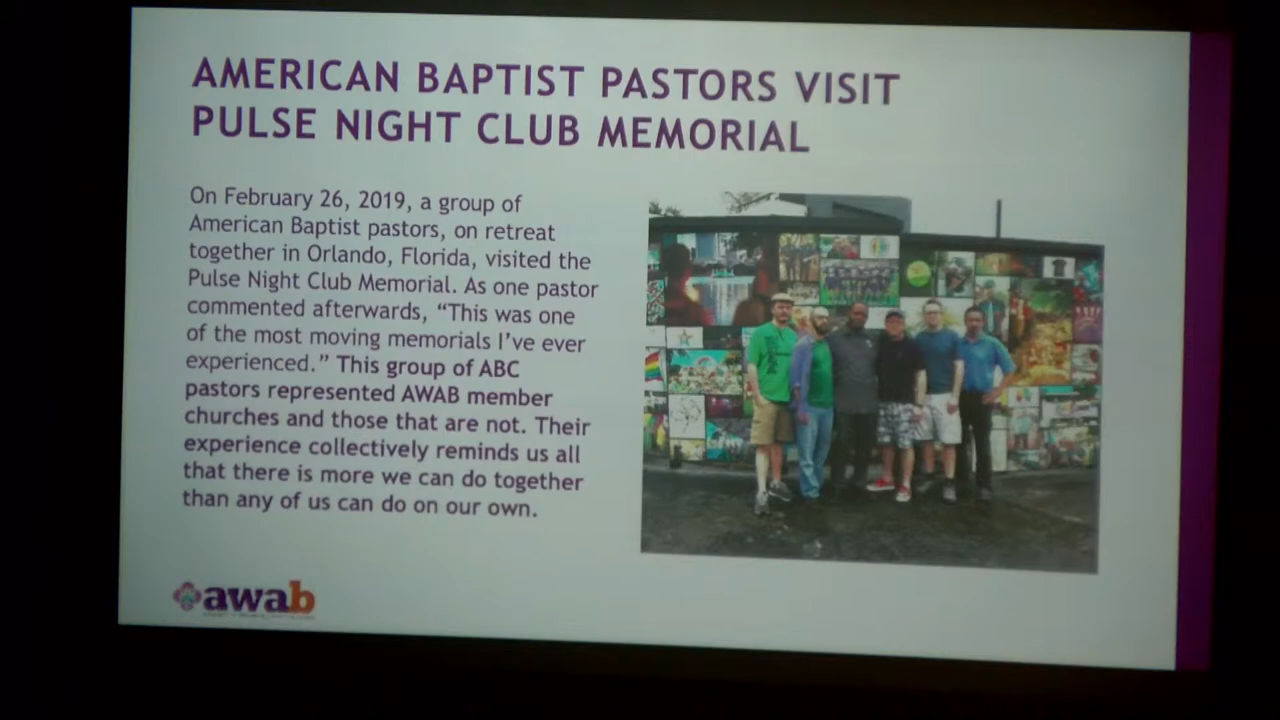 AMERICAN BAPTIST PASTORS VISIT
PULSE NIGHT CLUB MEMORIAL
On February 26, 2019, a group of
American Baptist pastors, on retreat
together in Orlando, Florida, visited the
Pulse Night Club Memorial. As one pastor
commented afterwards, “This was one
of the most moving memorials I’ve ever
experienced.” This group of ABC
pastors represented AWAB member
churches and those that are not. Their
experience collectively reminds us all
that there is more we can do together
than any of us can do on our own.
awab